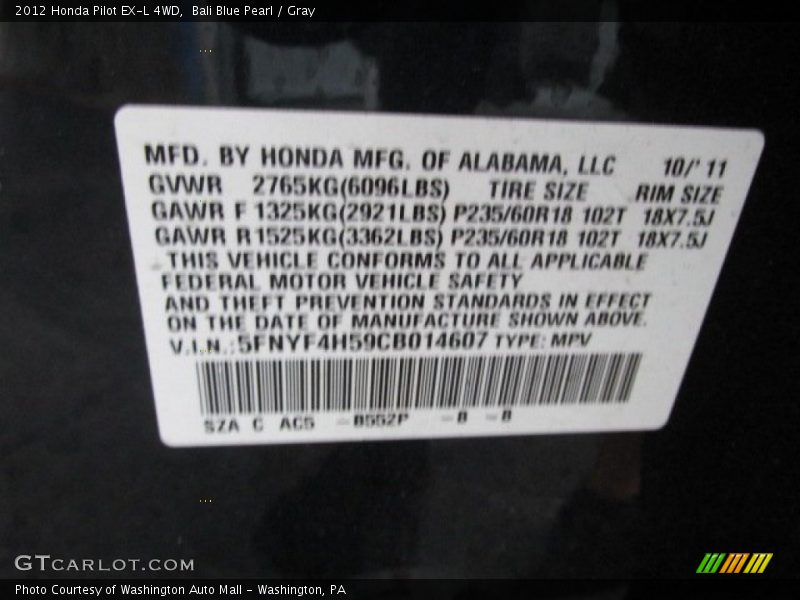 2012 Honda Pilot EX-L 4WD,  Bali Blue Pearl / Gray
MFD. BY HONDA MFG. OF ALABAMA, LLC 10/'11
GVWR 2765KG(6096LBS) TIRE SIZE RIM SIZE
GAWR F 1325KG(2921LBS) P235/60R18 102T 18X7.5J
GAWR R 1525KG(3362LBS) P235/60R18 102T 18X7.5J
THIS VEHICLE CONFORMS TO ALL APPLICABLE
FEDERAL MOTOR VEHICLE SAFETY
AND THEFT PREVENTION STANDARDS IN EFFECT
ON THE DATE OF MANUFACTURE SHOWN ABOVE.
V.I.N.:5FNYF4H59CB014607 TYPE: MPV
SZA C AC5 -B552P -B -B
GTCARLOT.COM
Photo Courtesy of Washington Auto Mall - Washington, PA